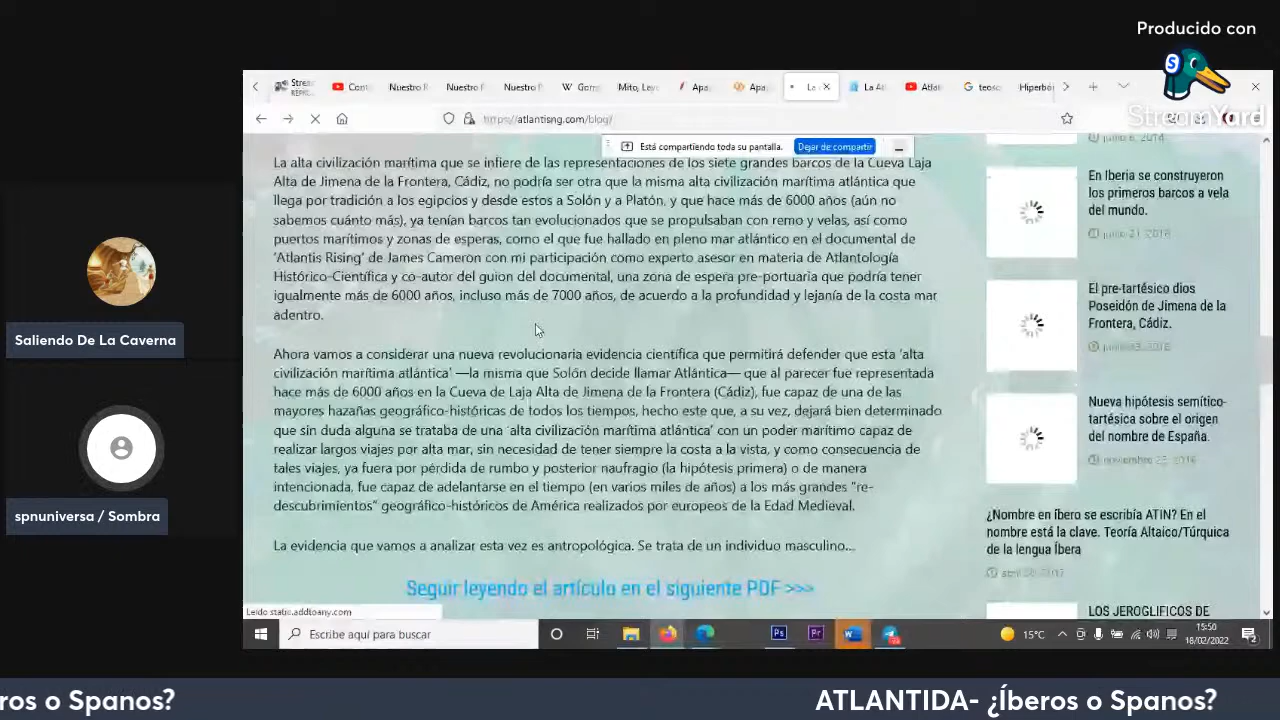 Producido con
StreamYard
Nuestro
Nuestro
Nuestro
Mito, Leye
Apa
Apa
La At
Atlar
teos
Hiperbo
https://atlantisng.com/blog/
Está compartiendo toda su pantalla.
Dejar de compartir
La alta civilización marítima que se infiere de las representaciones de los siete grandes barcos de la Cueva Laja
Alta de Jimena de la Frontera, Cádiz, no podría ser otra que la misma alta civilización marítima atlántica que
llega por tradición a los egipcios y desde estos a Solón y a Platón, y que hace más de 6000 años (aún no
sabemos cuánto más), ya tenían barcos tan evolucionados que se propulsaban con remo y velas, así como
puertos marítimos y zonas de esperas, como el que fue hallado en pleno mar atlántico en el documental de
'Atlantis Rising' de James Cameron con mi participación como experto asesor en materia de Atlantología
Histórico-Científica y co-autor del guion del documental, una zona de espera pre-portuaria que podría tener
igualmente más de 6000 años, incluso más de 7000 años, de acuerdo a la profundidad y lejanía de la costa mar
adentro.
Ahora vamos a considerar una nueva revolucionaria evidencia científica que permitirá defender que esta 'alta
civilización marítima atlántica' —la misma que Solón decide llamar Atlántica— que al parecer fue representada
hace más de 6000 años en la Cueva de Laja Alta de Jimena de la Frontera (Cádiz), fue capaz de una de las
mayores hazañas geográfico-históricas de todos los tiempos, hecho este que, a su vez, dejará bien determinado
que sin duda alguna se trataba de una 'alta civilización marítima atlántica' con un poder marítimo capaz de
realizar largos viajes por alta mar, sin necesidad de tener siempre la costa a la vista, y como consecuencia de
tales viajes, ya fuera por pérdida de rumbo y posterior naufragio (la hipótesis primera) o de manera
intencionada, fue capaz de adelantarse en el tiempo (en varios miles de años) a los más grandes "re-
descubrimientos" geográfico-históricos de América realizados por europeos de la Edad Medieval.
La evidencia que vamos a analizar esta vez es antropológica. Se trata de un individuo masculino...
Seguir leyendo el artículo en el siguiente PDF >>>
julio 6, 2014
En Iberia se construyeron
los primeros barcos a vela
del mundo.
El pre-tartésico dios
Poseidón de Jimena de la
Frontera, Cádiz.
Nueva hipótesis semítico-
tartésica sobre el origen
del nombre de España.
¿Nombre en íbero se escribía ATIN? En el
nombre está la clave. Teoría Altaico/Túrquica
de la lengua Íbera
LOS JEROGLIFICOS DE
Leído static.addtoany.com
Escribe aquí para buscar
15°C
15:50
18/02/2022
Saliendo De La Caverna
spnuniversa / Sombra
ros o Spanos?
ATLANTIDA- ¿Íberos o Spanos?